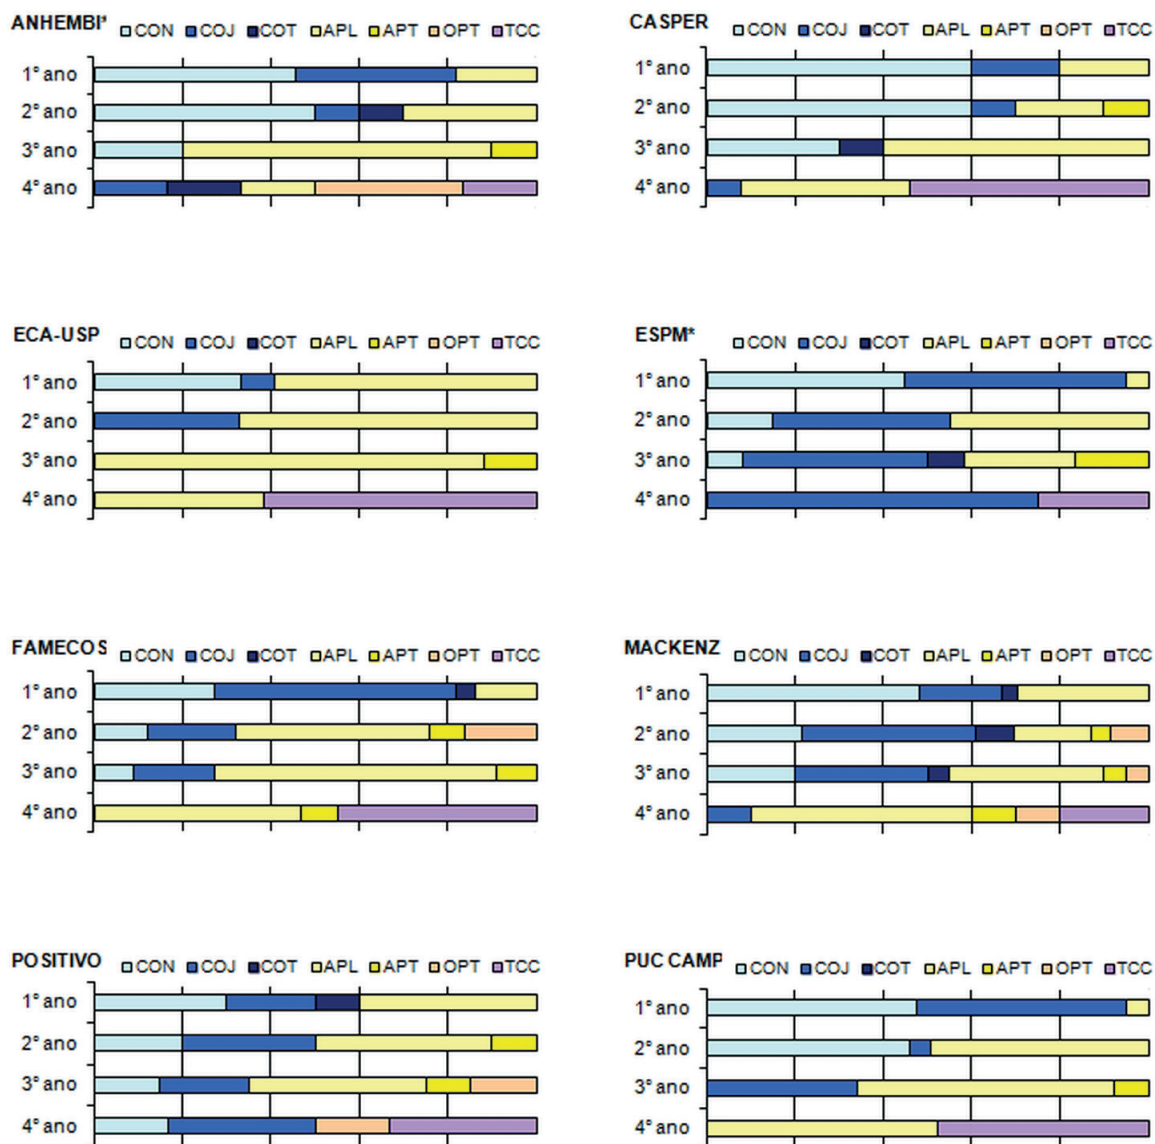 ANHEMBI* CON COJ COT APL APT OPT TCC
1° ano
2° ano
3° ano
4° ano
CASPER CON COJ COT APL APT OPT TCC
1° ano
2° ano
3° ano
4° ano
ECA-USP CON COJ COT APL APT OPT TCC
1° ano
2° ano
3° ano
4° ano
ESPM* CON COJ COT APL APT OPT TCC
1° ano
2° ano
3° ano
4° ano
FAMECOS CON COJ COT APL APT OPT TCC
1° ano
2° ano
3° ano
4° ano
MACKENZ CON COJ COT APL APT OPT TCC
1° ano
2° ano
3° ano
4° ano
POSITIVO CON COJ COT APL APT OPT TCC
1° ano
2° ano
3° ano
4° ano
PUC CAMP CON COJ COT APL APT OPT TCC
1° ano
2° ano
3° ano
4° ano